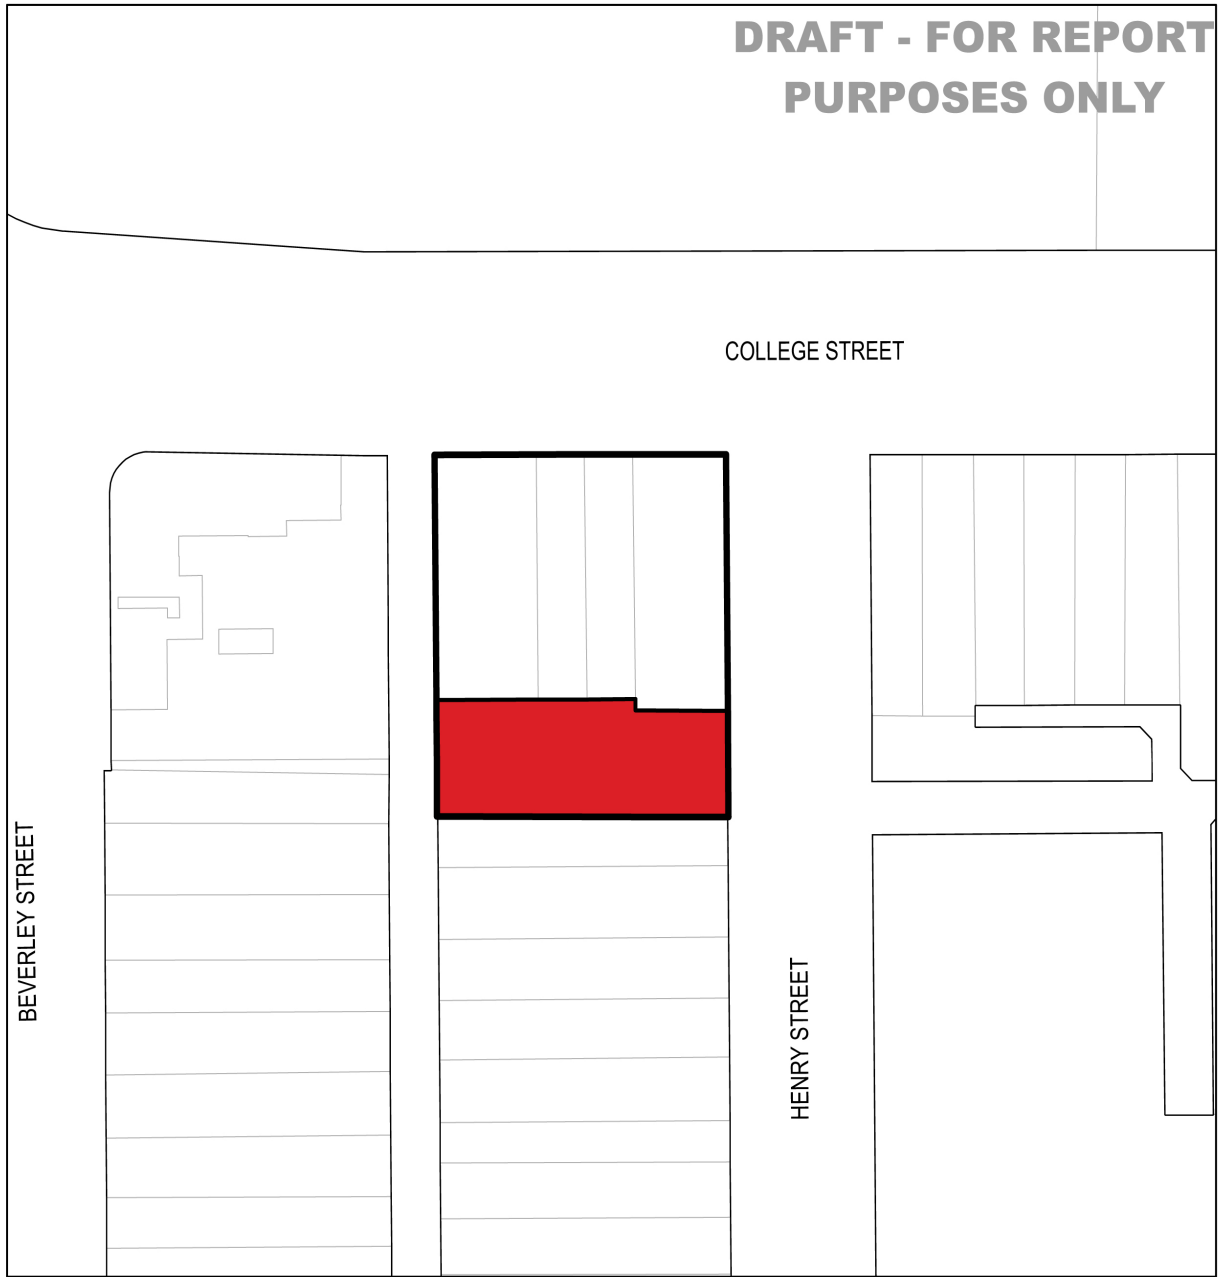 DRAFT - FOR REPORT
PURPOSES ONLY
COLLEGE STREET
BEVERLEY STREET
HENRY STREET